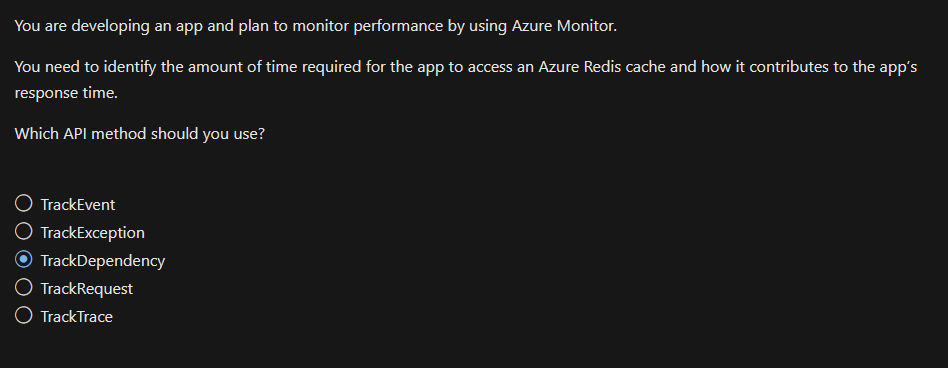 You are developing an app and plan to monitor performance by using Azure Monitor.
You need to identify the amount of time required for the app to access an Azure Redis cache and how it contributes to the app's
response time.
Which API method should you use?
TrackEvent
TrackException
TrackDependency
TrackRequest
TrackTrace